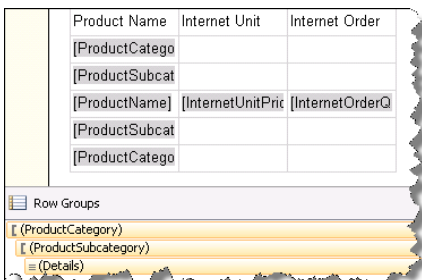 Product Name Internet Unit Internet Order
[ProductCatego
[ProductSubcat
[ProductName] [InternetUnitPric [InternetOrderQ
[ProductSubcat
[ProductCatego
Row Groups
[ (ProductCategory)
[ (ProductSubcategory)
(Details)